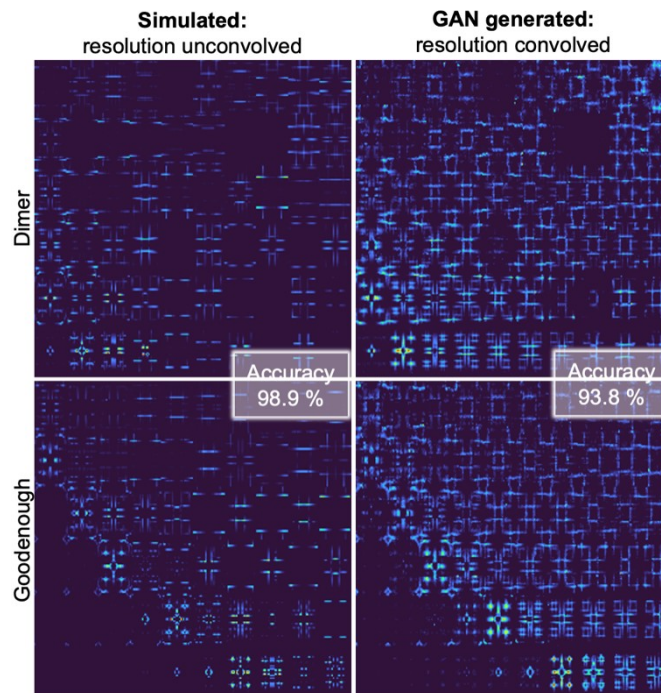 Simulated:
resolution unconvolved
GAN generated:
resolution convolved
Dimer
Accuracy
98.9 %
Accuracy
93.8 %
Goodenough